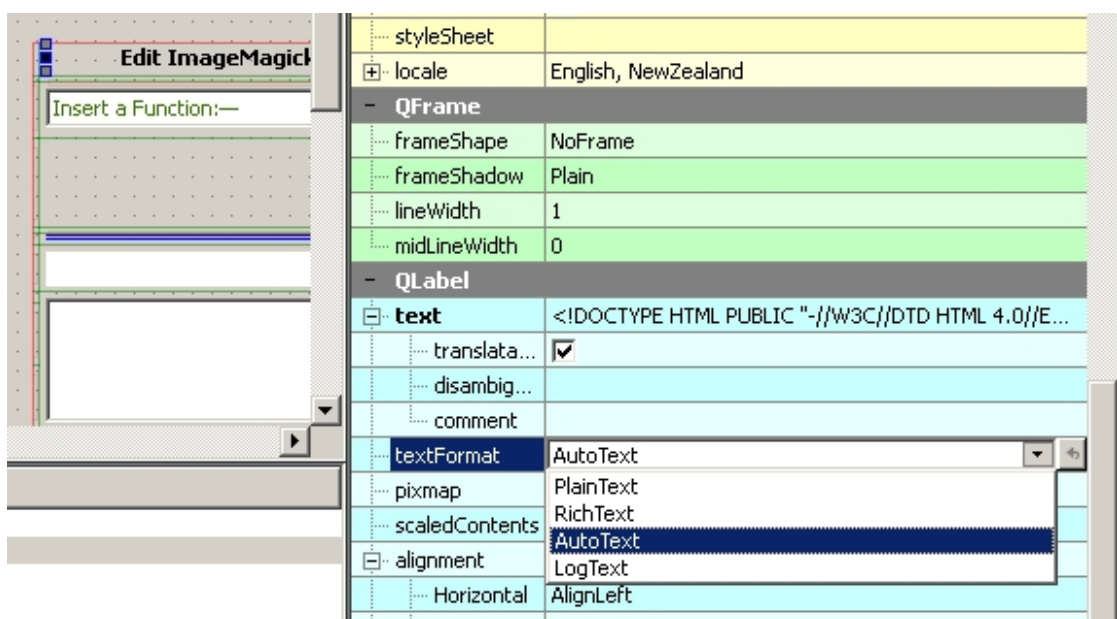 Edit ImageMagick
Insert a Function:—
styleSheet
locale English, NewZealand
QFrame
frameShape NoFrame
frameShadow Plain
lineWidth 1
midLineWidth 0
QLabel
text <!DOCTYPE HTML PUBLIC "-//W3C//DTD HTML 4.0//E...
translata...
disambig...
comment
textFormat AutoText
PlainText
pixmap
RichText
scaledContents
AutoText
alignment
LogText
Horizontal AlignLeft